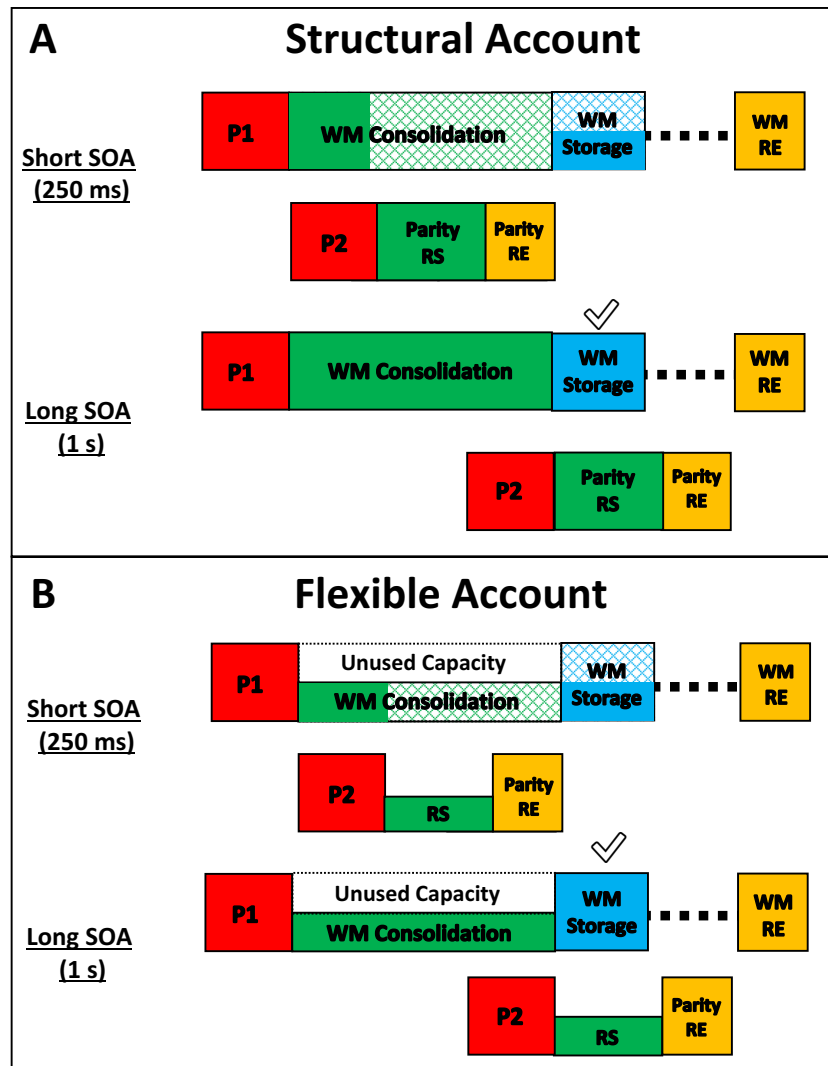 A
Structural Account
Short SOA
(250 ms)
P1
WM Consolidation
WM
Storage
WM
RE
P2
Parity
RS
Parity
RE
Long SOA
(1 s)
P1
WM Consolidation
WM
Storage
WM
RE
P2
Parity
RS
Parity
RE
B
Flexible Account
Short SOA
(250 ms)
P1
Unused Capacity
WM Consolidation
WM
Storage
WM
RE
P2
RS
Parity
RE
Long SOA
(1 s)
P1
Unused Capacity
WM Consolidation
WM
Storage
WM
RE
P2
RS
Parity
RE